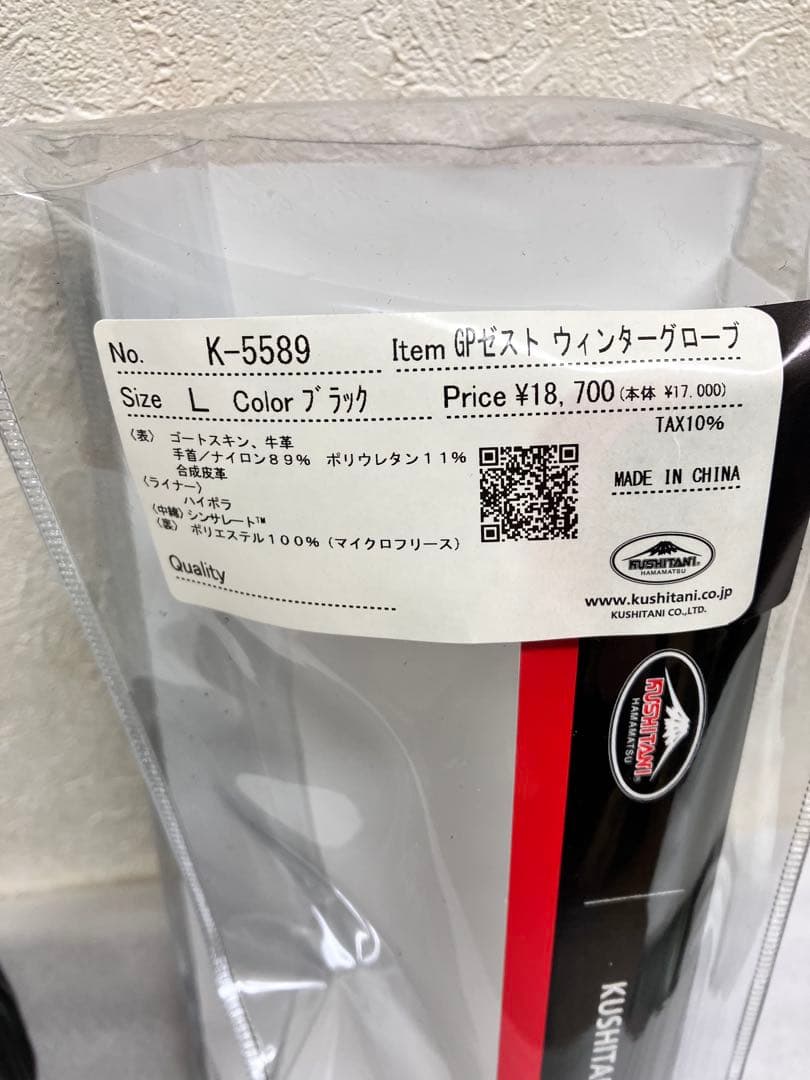 No. K-5589 Item GPゼスト ウィンターグローブ
Size L Color ブラック Price ¥18,700(本体 ¥17.000)
TAX10%
〈表〉 ゴートスキン、牛革
手首/ナイロン89% ポリウレタン11%
合成皮革
〈ライナー〉
ハイポラ
〈中綿〉シンサレート™
〈裏〉 ポリエステル100%(マイクロフリース)
Quality
MADE IN CHINA
KUSHITANI®
HAMAMATSU
www.kushitani.co.jp
KUSHITANI CO.,LTD.
KUSHITANI®
HAMAMATSU
KUSHITA